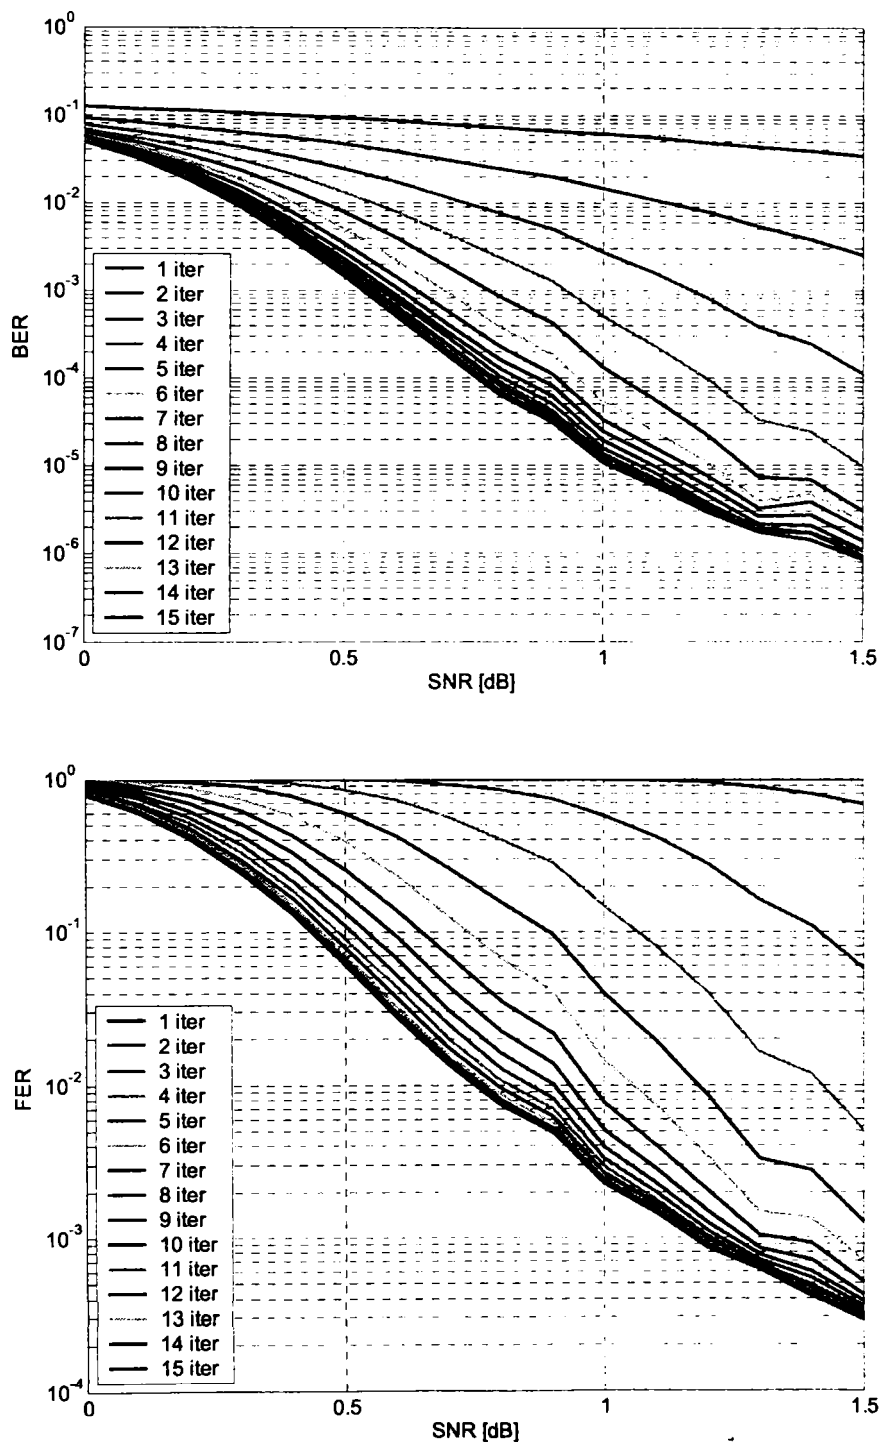 10^0
10^-1
10^-2
10^-3
10^-4
10^-5
10^-6
10^-7
BER
1 iter
2 iter
3 iter
4 iter
5 iter
6 iter
7 iter
8 iter
9 iter
10 iter
11 iter
12 iter
13 iter
14 iter
15 iter
0
0.5
1
1.5
SNR [dB]
10^0
10^-1
10^-2
10^-3
10^-4
FER
1 iter
2 iter
3 iter
4 iter
5 iter
6 iter
7 iter
8 iter
9 iter
10 iter
11 iter
12 iter
13 iter
14 iter
15 iter
0
0.5
1
1.5
SNR [dB]